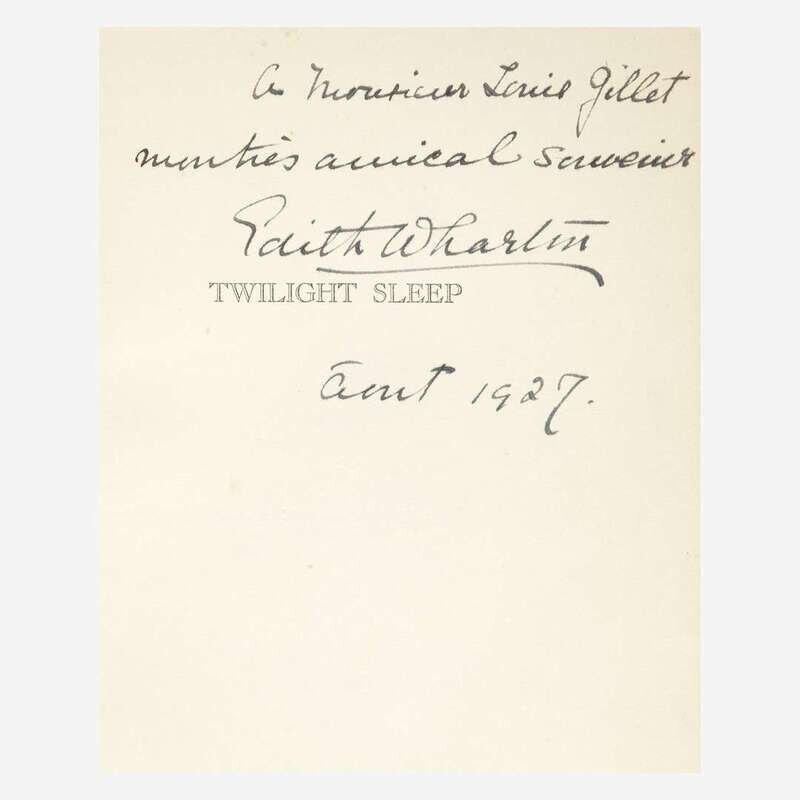 A Monsieur Louis Gillet
mon très amical souvenir
Edith Wharton
TWILIGHT SLEEP
Août 1927.